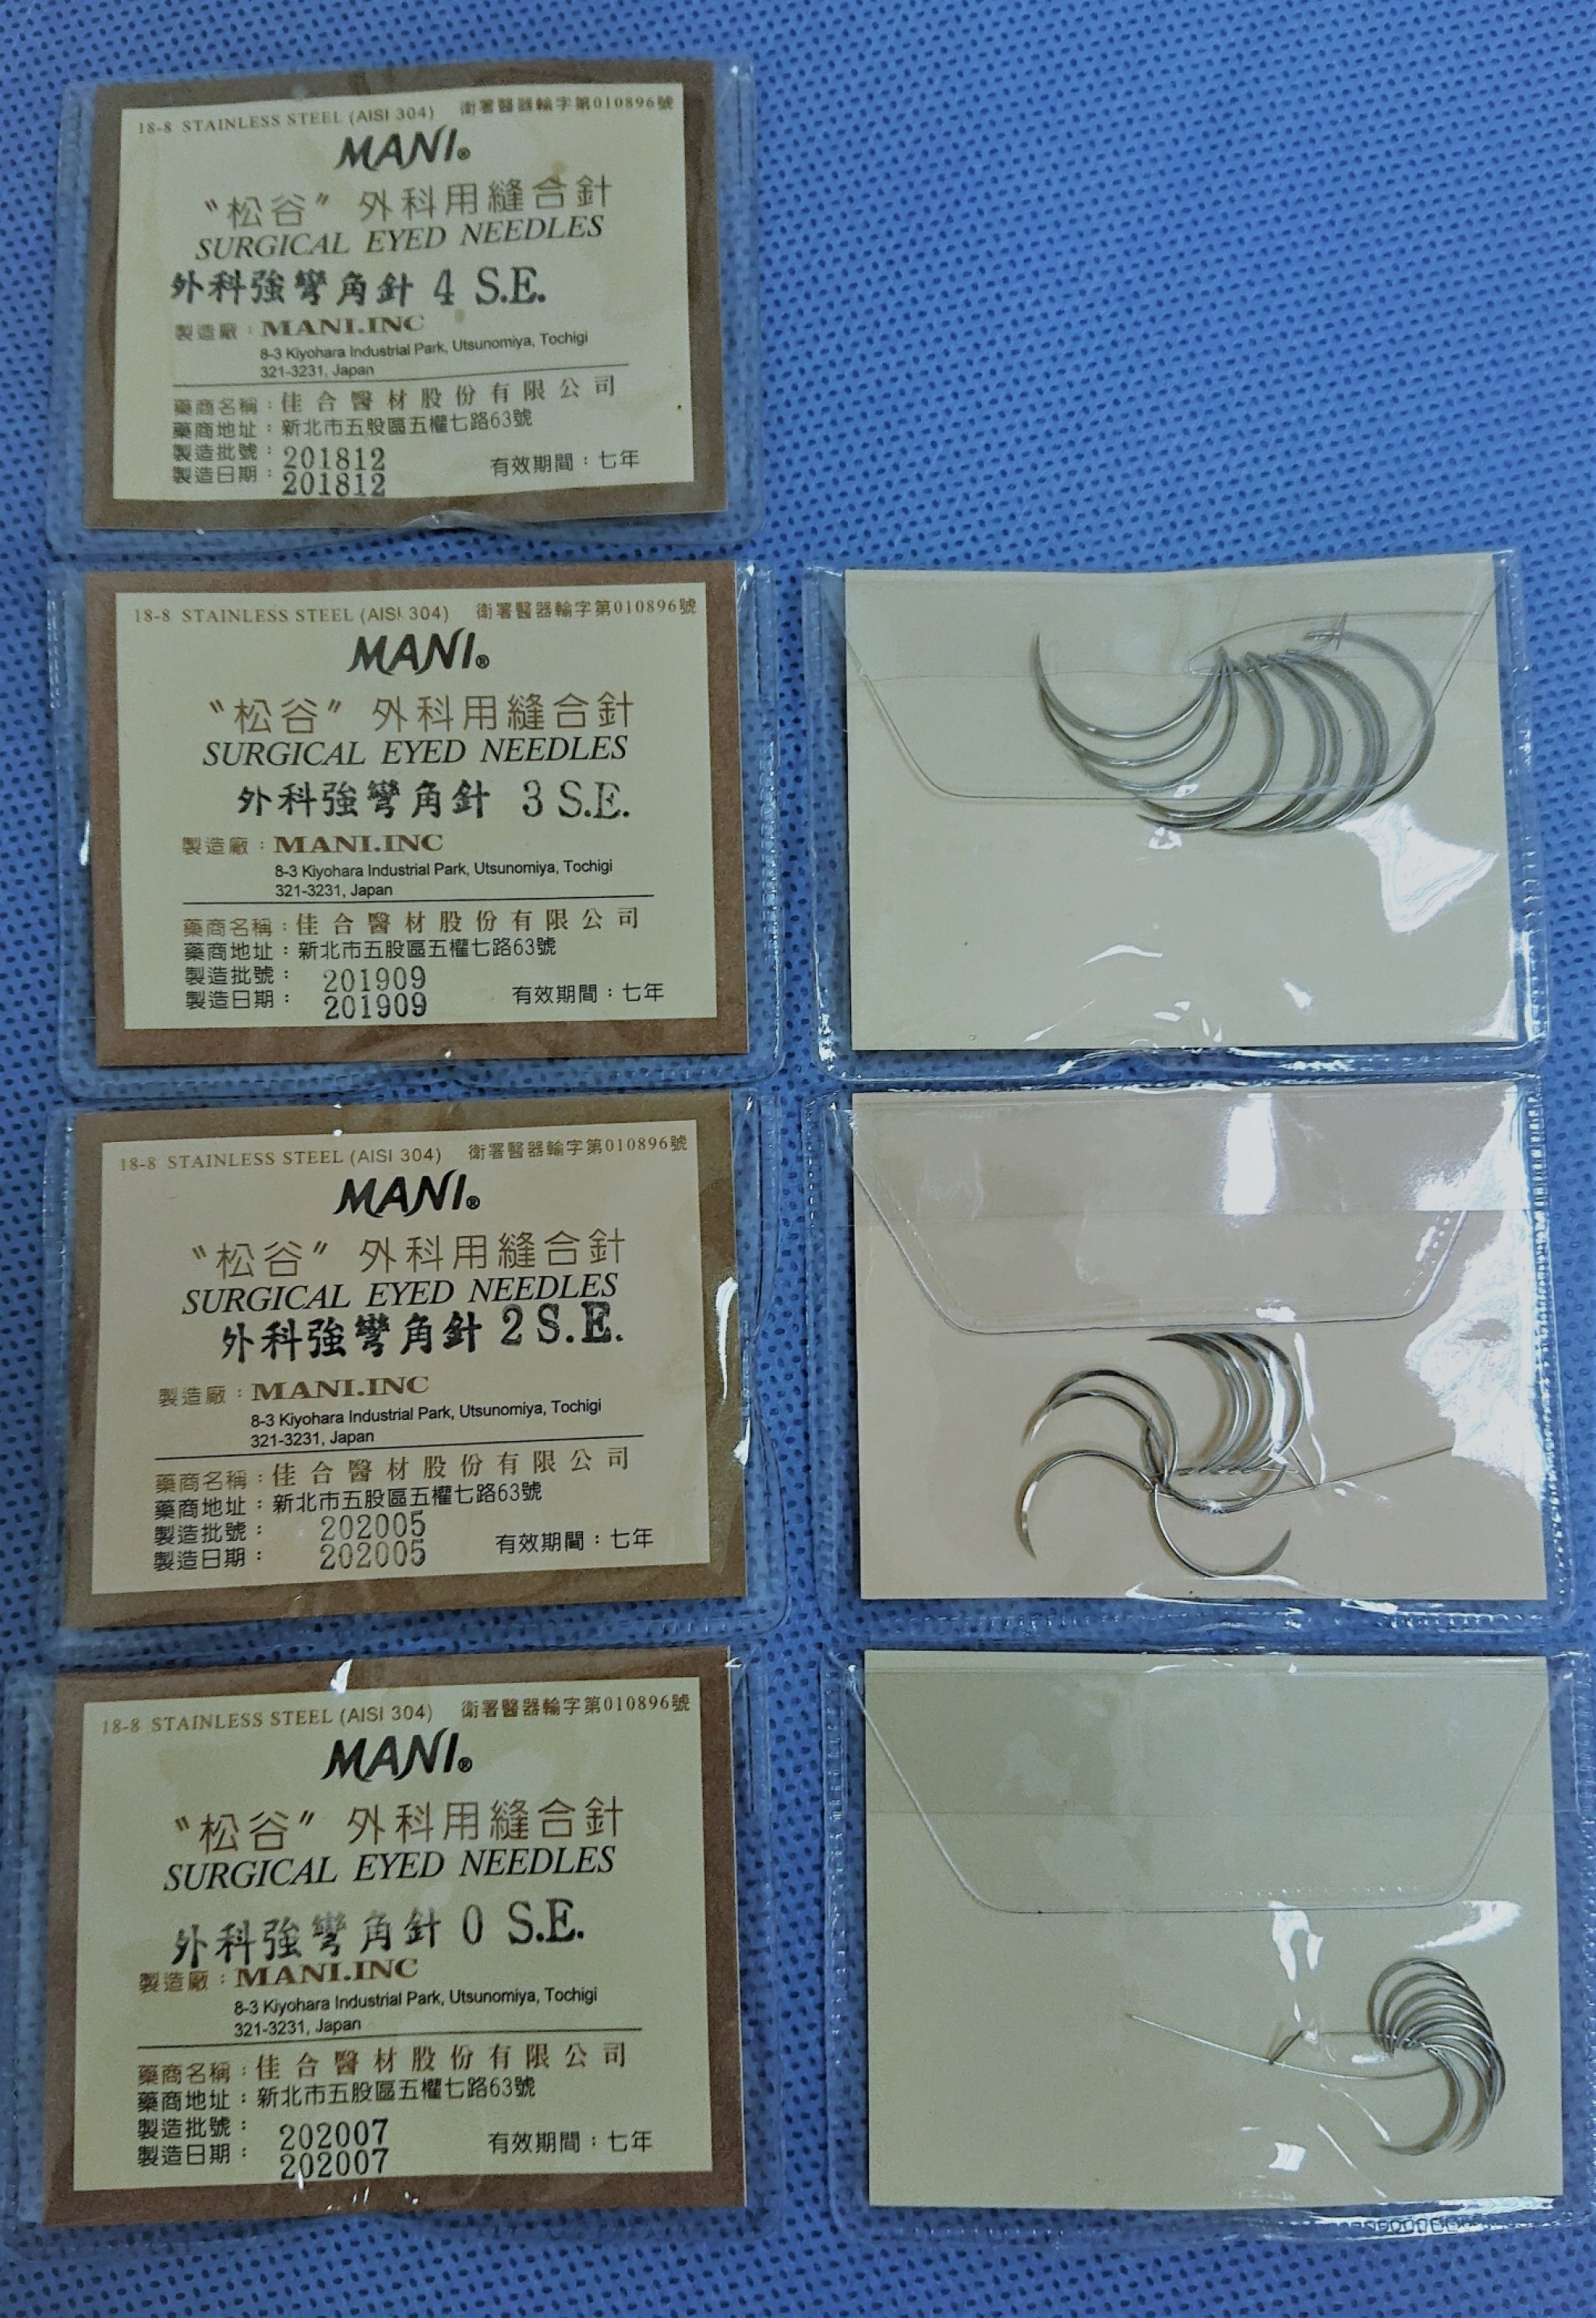 18-8 STAINLESS STEEL (AISI 304) 衛署醫器輸字第010896號
MANI®
"松谷" 外科用縫合針
SURGICAL EYED NEEDLES
外科強彎角針 4 S.E.
製造廠：MANI.INC
8-3 Kiyohara Industrial Park, Utsunomiya, Tochigi
321-3231, Japan
藥商名稱：佳合醫材股份有限公司
藥商地址：新北市五股區五權七路63號
製造批號：201812
製造日期：201812 有效期間：七年
18-8 STAINLESS STEEL (AISI 304) 衛署醫器輸字第010896號
MANI®
"松谷" 外科用縫合針
SURGICAL EYED NEEDLES
外科強彎角針 3 S.E.
製造廠：MANI.INC
8-3 Kiyohara Industrial Park, Utsunomiya, Tochigi
321-3231, Japan
藥商名稱：佳合醫材股份有限公司
藥商地址：新北市五股區五權七路63號
製造批號：201909
製造日期：201909 有效期間：七年
18-8 STAINLESS STEEL (AISI 304) 衛署醫器輸字第010896號
MANI®
"松谷" 外科用縫合針
SURGICAL EYED NEEDLES
外科強彎角針 2 S.E.
製造廠：MANI.INC
8-3 Kiyohara Industrial Park, Utsunomiya, Tochigi
321-3231, Japan
藥商名稱：佳合醫材股份有限公司
藥商地址：新北市五股區五權七路63號
製造批號：202005
製造日期：202005 有效期間：七年
18-8 STAINLESS STEEL (AISI 304) 衛署醫器輸字第010896號
MANI®
"松谷" 外科用縫合針
SURGICAL EYED NEEDLES
外科強彎角針 0 S.E.
製造廠：MANI.INC
8-3 Kiyohara Industrial Park, Utsunomiya, Tochigi
321-3231, Japan
藥商名稱：佳合醫材股份有限公司
藥商地址：新北市五股區五權七路63號
製造批號：202007
製造日期：202007 有效期間：七年